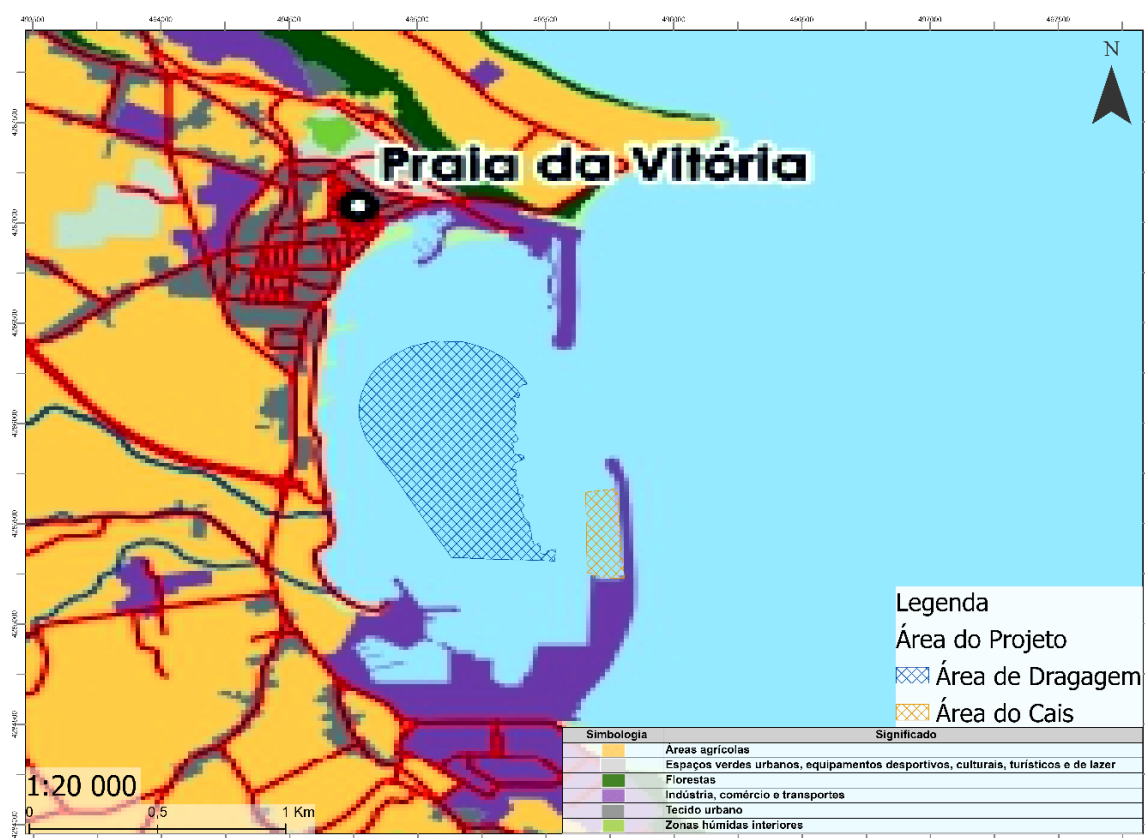 N
Praia da Vitória
Legenda
Área do Projeto
Área de Dragagem
Área do Cais
Simbologia Significado
Áreas agrícolas
Espaços verdes urbanos, equipamentos desportivos, culturais, turísticos e de lazer
Florestas
Indústria, comércio e transportes
Tecido urbano
Zonas húmidas interiores
1:20 000
0 0,5 1 Km